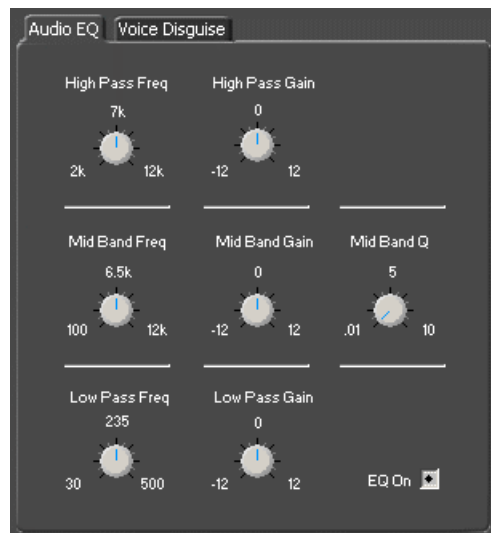 Audio EQ Voice Disguise
High Pass Freq High Pass Gain
7k 0
2k 12k -12 12
Mid Band Freq Mid Band Gain Mid Band Q
6.5k 0 5
100 12k -12 12 .01 10
Low Pass Freq Low Pass Gain
235 0
30 500 -12 12
EQ On